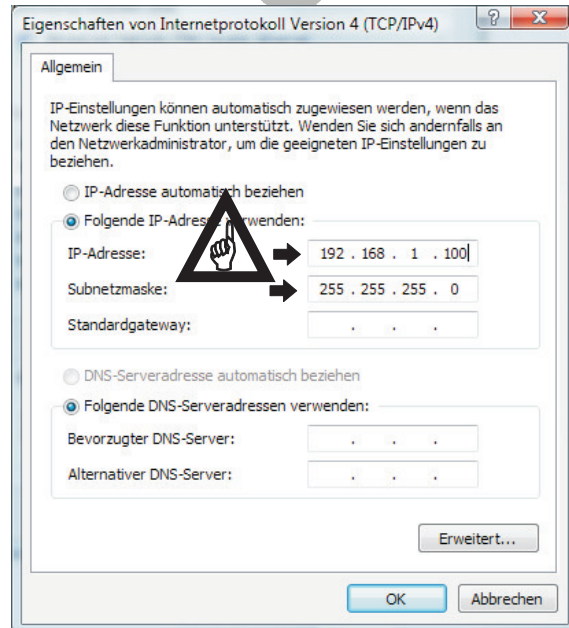 Eigenschaften von Internetprotokoll Version 4 (TCP/IPv4)
Allgemein
IP-Einstellungen können automatisch zugewiesen werden, wenn das
Netzwerk diese Funktion unterstützt. Wenden Sie sich andernfalls an
den Netzwerkadministrator, um die geeigneten IP-Einstellungen zu
beziehen.
IP-Adresse automatisch beziehen
Folgende IP-Adresse verwenden:
IP-Adresse: 192 . 168 . 1 . 100
Subnetzmaske: 255 . 255 . 255 . 0
Standardgateway: . . .
DNS-Serveradresse automatisch beziehen
Folgende DNS-Serveradressen verwenden:
Bevorzugter DNS-Server: . . .
Alternativer DNS-Server: . . .
Erweitert...
OK Abbrechen